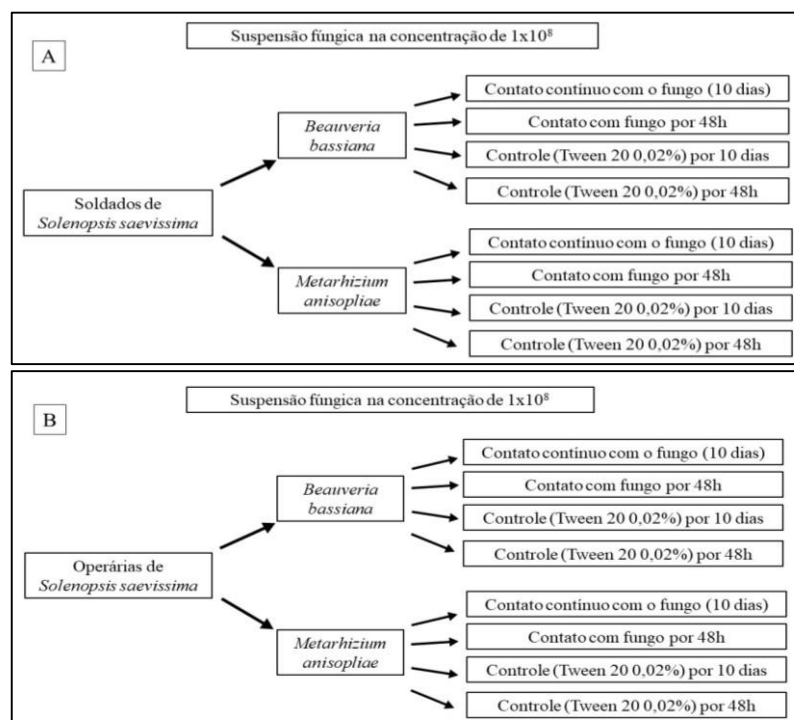 Suspensão fúngica na concentração de 1x10⁸
A
Beauveria
bassiana
Contato contínuo com o fungo (10 dias)
Contato com fungo por 48h
Controle (Tween 20 0,02%) por 10 dias
Controle (Tween 20 0,02%) por 48h
Soldados de
Solenopsis saevissima
Metarhizium
anisopliae
Contato contínuo com o fungo (10 dias)
Contato com fungo por 48h
Controle (Tween 20 0,02%) por 10 dias
Controle (Tween 20 0,02%) por 48h
Suspensão fúngica na concentração de 1x10⁸
B
Beauveria
bassiana
Contato contínuo com o fungo (10 dias)
Contato com fungo por 48h
Controle (Tween 20 0,02%) por 10 dias
Controle (Tween 20 0,02%) por 48h
Operárias de
Solenopsis saevissima
Metarhizium
anisopliae
Contato contínuo com o fungo (10 dias)
Contato com fungo por 48h
Controle (Tween 20 0,02%) por 10 dias
Controle (Tween 20 0,02%) por 48h